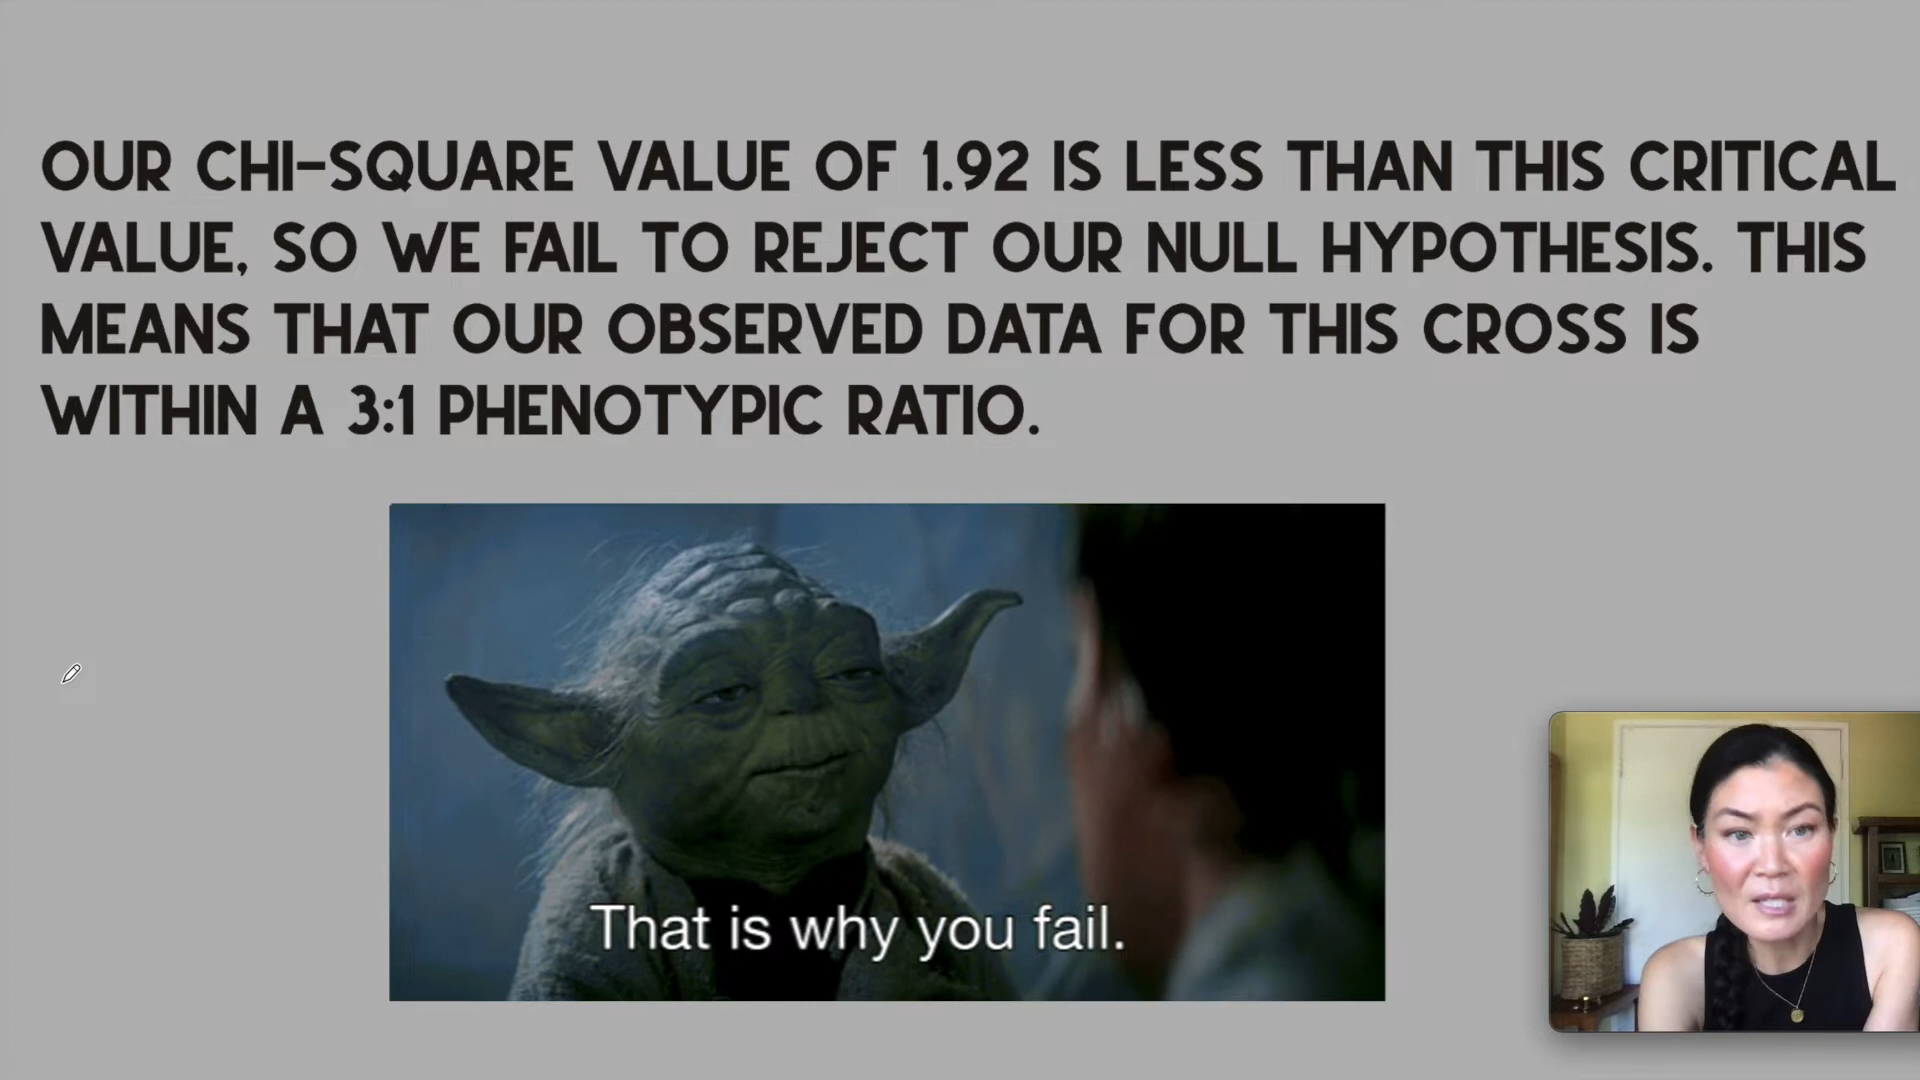 OUR CHI-SQUARE VALUE OF 1.92 IS LESS THAN THIS CRITICAL
VALUE, SO WE FAIL TO REJECT OUR NULL HYPOTHESIS. THIS
MEANS THAT OUR OBSERVED DATA FOR THIS CROSS IS
WITHIN A 3:1 PHENOTYPIC RATIO.
That is why you fail.